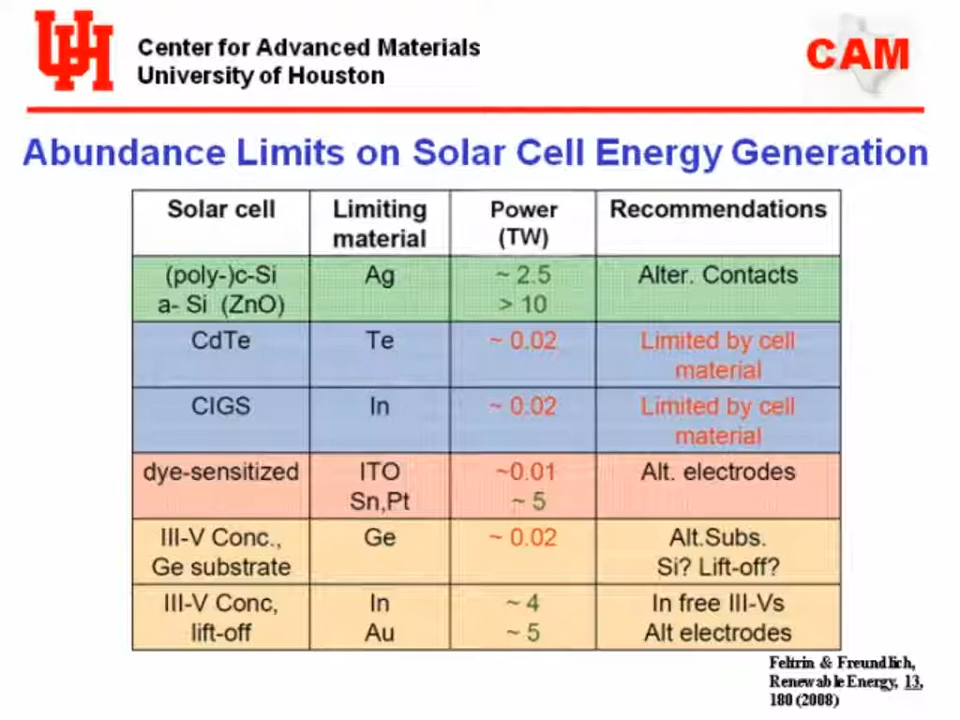 UH
Center for Advanced Materials
University of Houston
CAM
Abundance Limits on Solar Cell Energy Generation
Solar cell Limiting material Power (TW) Recommendations
(poly-)c-Si Ag ~ 2.5 Alter. Contacts
a- Si (ZnO) > 10
CdTe Te ~ 0.02 Limited by cell
material
CIGS In ~ 0.02 Limited by cell
material
dye-sensitized ITO ~0.01 Alt. electrodes
Sn,Pt ~ 5
III-V Conc., Ge ~ 0.02 Alt.Subs.
Ge substrate Si? Lift-off?
III-V Conc, In ~ 4 In free III-Vs
lift-off Au ~ 5 Alt electrodes
Feltrin & Freundlich,
Renewable Energy, 13,
180 (2008)